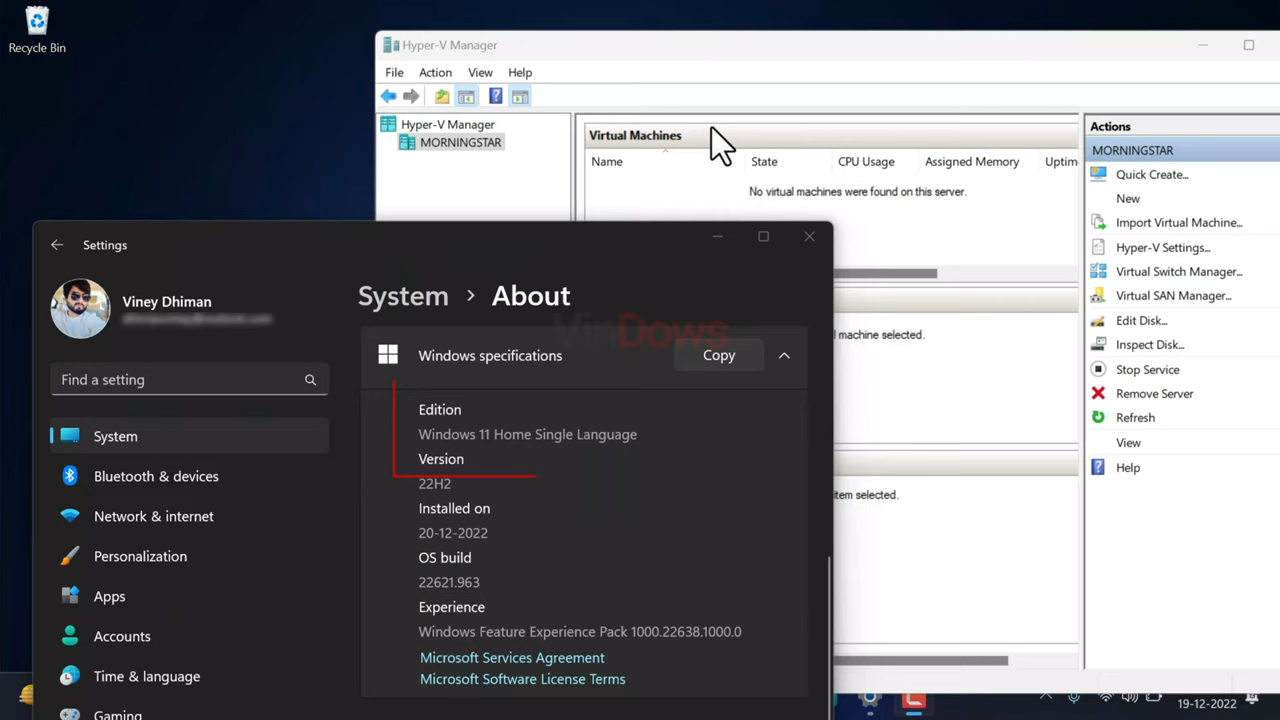 Recycle Bin
Hyper-V Manager
File Action View Help
Hyper-V Manager
MORNINGSTAR
Virtual Machines
Name State CPU Usage Assigned Memory Uptim
No virtual machines were found on this server.
machine selected.
item selected.
Actions
MORNINGSTAR
Quick Create...
New
Import Virtual Machine...
Hyper-V Settings...
Virtual Switch Manager...
Virtual SAN Manager...
Edit Disk...
Inspect Disk...
Stop Service
Remove Server
Refresh
View
Help
Settings
Viney Dhiman
Find a setting
System
Bluetooth & devices
Network & internet
Personalization
Apps
Accounts
Time & language
Gaming
System > About
VinDows
Windows specifications Copy
Edition
Windows 11 Home Single Language
Version
22H2
Installed on
20-12-2022
OS build
22621.963
Experience
Windows Feature Experience Pack 1000.22638.1000.0
Microsoft Services Agreement
Microsoft Software License Terms
19-12-2022